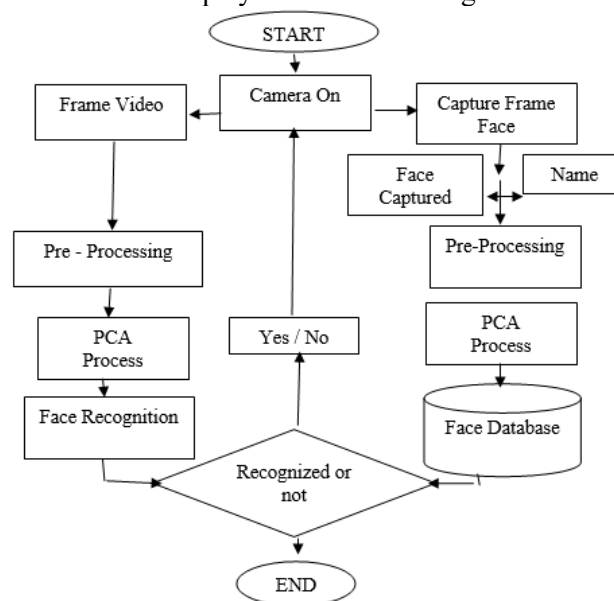 START
Frame Video
Camera On
Capture Frame
Face
Face
Captured
Name
Pre - Processing
Pre-Processing
PCA
Process
Yes / No
PCA
Process
Face Recognition
Face Database
Recognized or
not
END